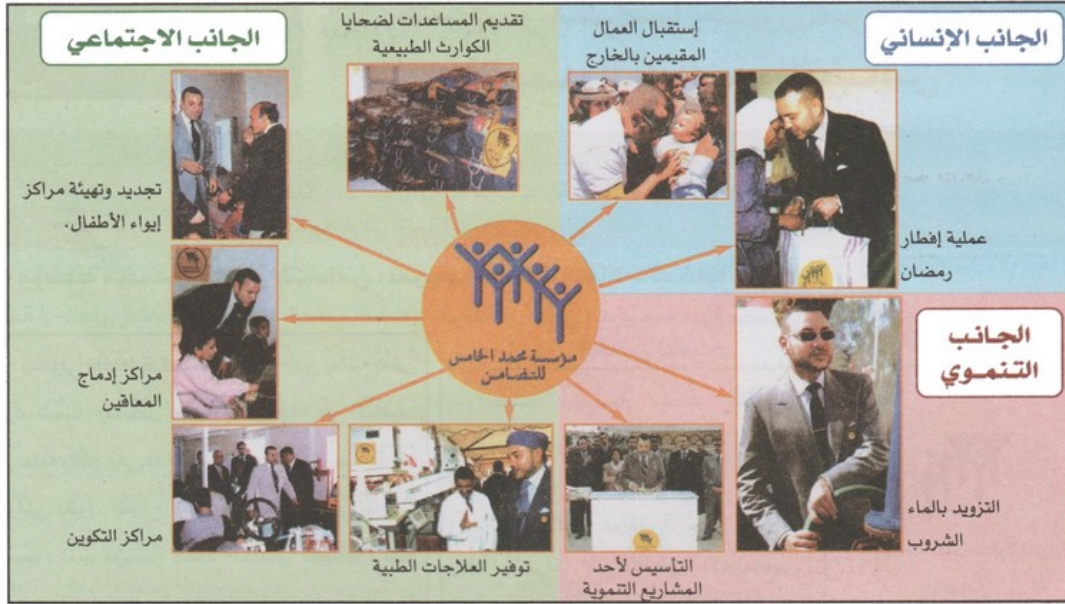 الجانب الإنساني
إستقبال العمال
المقيمين بالخارج
عملية إفطار
رمضان
الجانب الاجتماعي
تقديم المساعدات لضحايا
الكوارث الطبيعية
تجديد وتهيئة مراكز
إيواء الأطفال.
مراكز إدماج
المعاقين
مراكز التكوين
توفير العلاجات الطبية
مؤسسة محمد الخامس
للتضامن
الجانب
التنموي
التزويد بالماء
الشروب
التأسيس لأحد
المشاريع التنموية